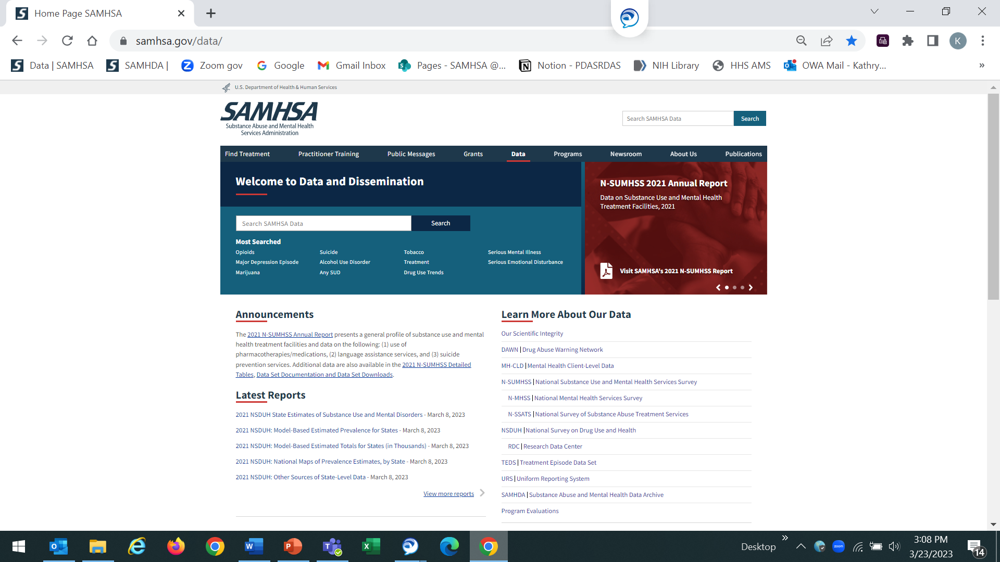 Home Page SAMHSA
samhsa.gov/data/
K
Data | SAMHSA
SAMHDA |
Zoom gov
Google
Gmail Inbox
Pages - SAMHSA @...
Notion - PDASRDAS
NIH Library
HHS AMS
OWA Mail - Kathry...
»
U.S. Department of Health & Human Services
SAMHSA
Substance Abuse and Mental Health
Services Administration
Search SAMHSA Data
Search
Find Treatment
Practitioner Training
Public Messages
Grants
Data
Programs
Newsroom
About Us
Publications
Welcome to Data and Dissemination
Search SAMHSA Data
Search
Most Searched
Opioids
Suicide
Tobacco
Serious Mental Illness
Major Depression Episode
Alcohol Use Disorder
Treatment
Serious Emotional Disturbance
Marijuana
Any SUD
Drug Use Trends
N-SUMHSS 2021 Annual Report
Data on Substance Use and Mental Health
Treatment Facilities, 2021
Visit SAMHSA's 2021 N-SUMHSS Report
Announcements
The 2021 N-SUMHSS Annual Report presents a general profile of substance use and mental
health treatment facilities and data on the following: (1) use of
pharmacotherapies/medications, (2) language assistance services, and (3) suicide
prevention services. Additional data are also available in the 2021 N-SUMHSS Detailed
Tables, Data Set Documentation and Data Set Downloads.
Latest Reports
2021 NSDUH State Estimates of Substance Use and Mental Disorders - March 8, 2023
2021 NSDUH: Model-Based Estimated Prevalence for States - March 8, 2023
2021 NSDUH: Model-Based Estimated Totals for States (in Thousands) - March 8, 2023
2021 NSDUH: National Maps of Prevalence Estimates, by State - March 8, 2023
2021 NSDUH: Other Sources of State-Level Data - March 8, 2023
View more reports
Learn More About Our Data
Our Scientific Integrity
DAWN | Drug Abuse Warning Network
MH-CLD | Mental Health Client-Level Data
N-SUMHSS | National Substance Use and Mental Health Services Survey
N-MHSS | National Mental Health Services Survey
N-SSATS | National Survey of Substance Abuse Treatment Services
NSDUH | National Survey on Drug Use and Health
RDC | Research Data Center
TEDS | Treatment Episode Data Set
URS | Uniform Reporting System
SAMHDA | Substance Abuse and Mental Health Data Archive
Program Evaluations
Desktop
»
zoom
3:08 PM
3/23/2023
14